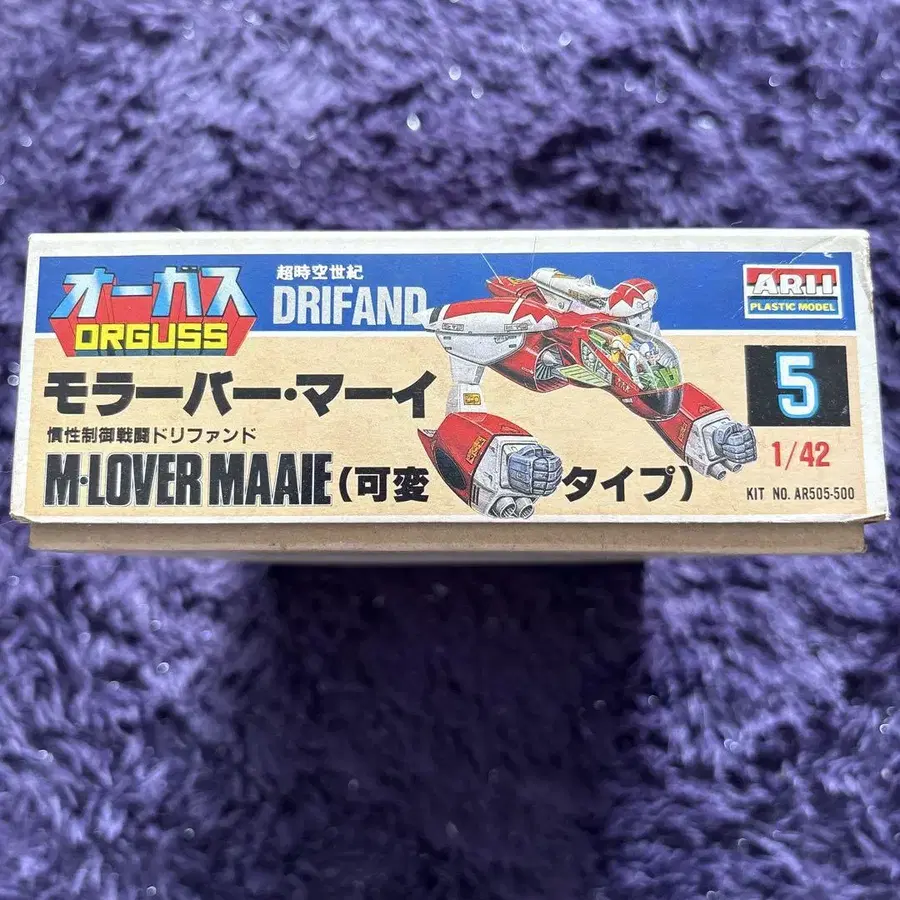 オーガス
ORGUSS
超時空世紀
DRIFAND
ARII
PLASTIC MODEL
モラーバー・マーイ
慣性制御戦闘ドリファンド
M·LOVER MAAIE(可変タイプ)
5
1/42
KIT NO. AR505-500